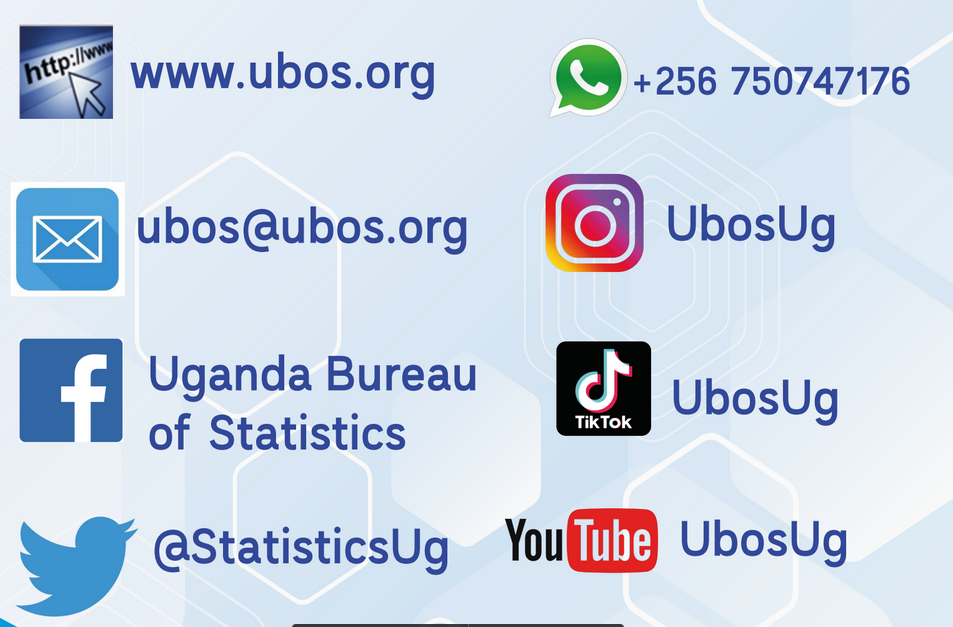 http://www
www.ubos.org
+256 750747176
ubos@ubos.org
UbosUg
Uganda Bureau
of Statistics
TikTok
UbosUg
@StatisticsUg
YouTube
UbosUg